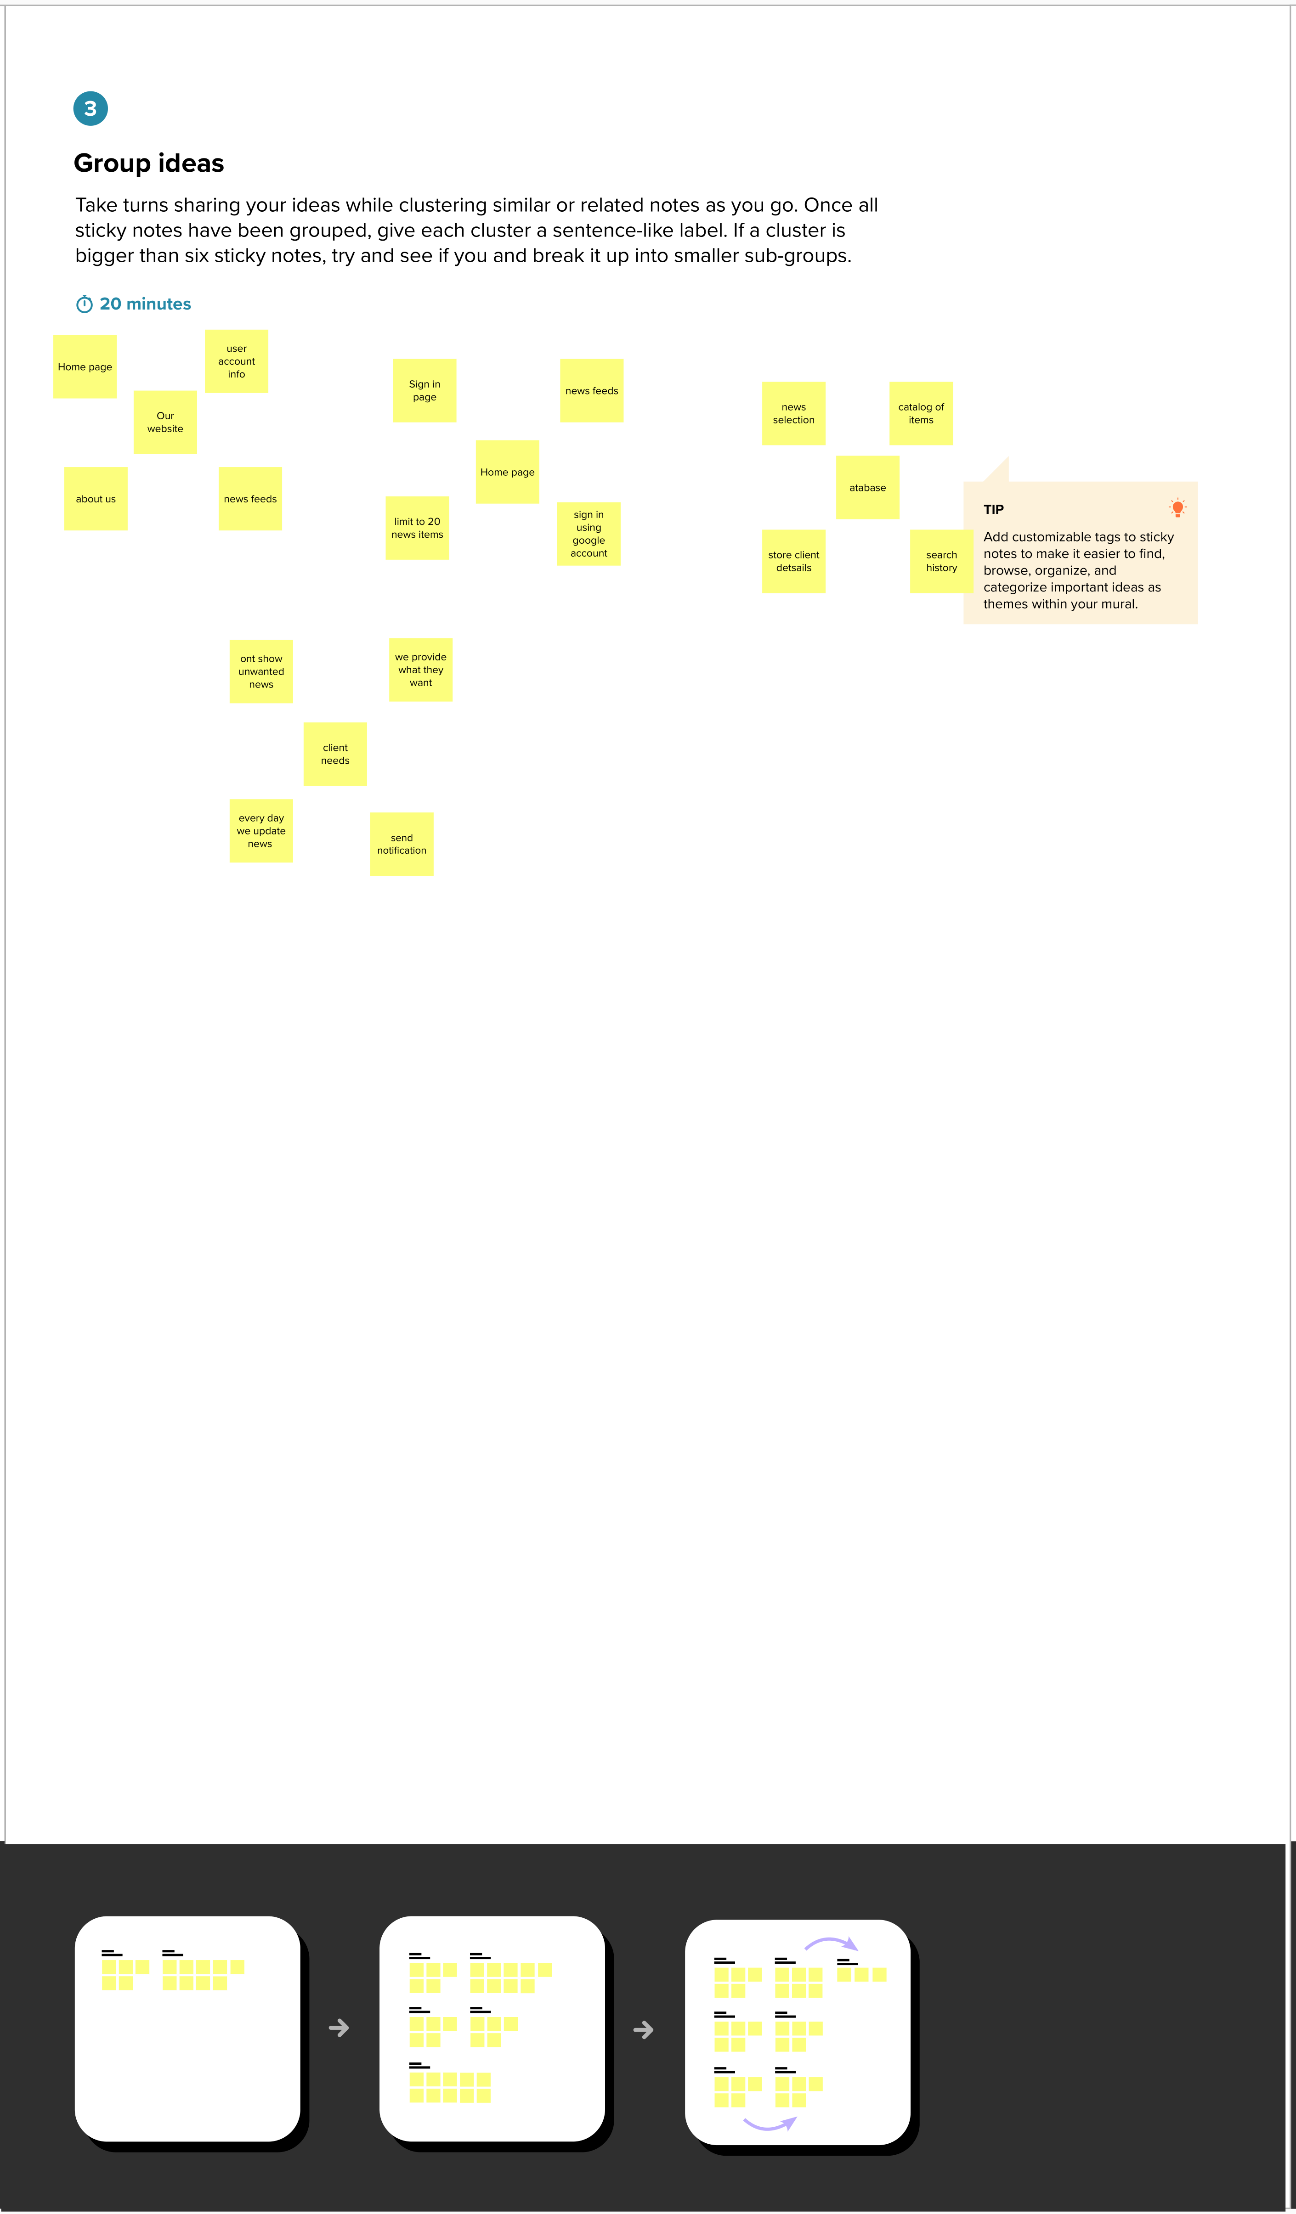 3
Group ideas
Take turns sharing your ideas while clustering similar or related notes as you go. Once all
sticky notes have been grouped, give each cluster a sentence-like label. If a cluster is
bigger than six sticky notes, try and see if you and break it up into smaller sub-groups.
20 minutes
Home page
user
account
info
Our
website
about us
news feeds
Sign in
page
news feeds
Home page
limit to 20
news items
sign in
using
google
account
news
selection
catalog of
items
atabase
store client
detsails
search
history
TIP
Add customizable tags to sticky
notes to make it easier to find,
browse, organize, and
categorize important ideas as
themes within your mural.
ont show
unwanted
news
we provide
what they
want
client
needs
every day
we update
news
send
notification